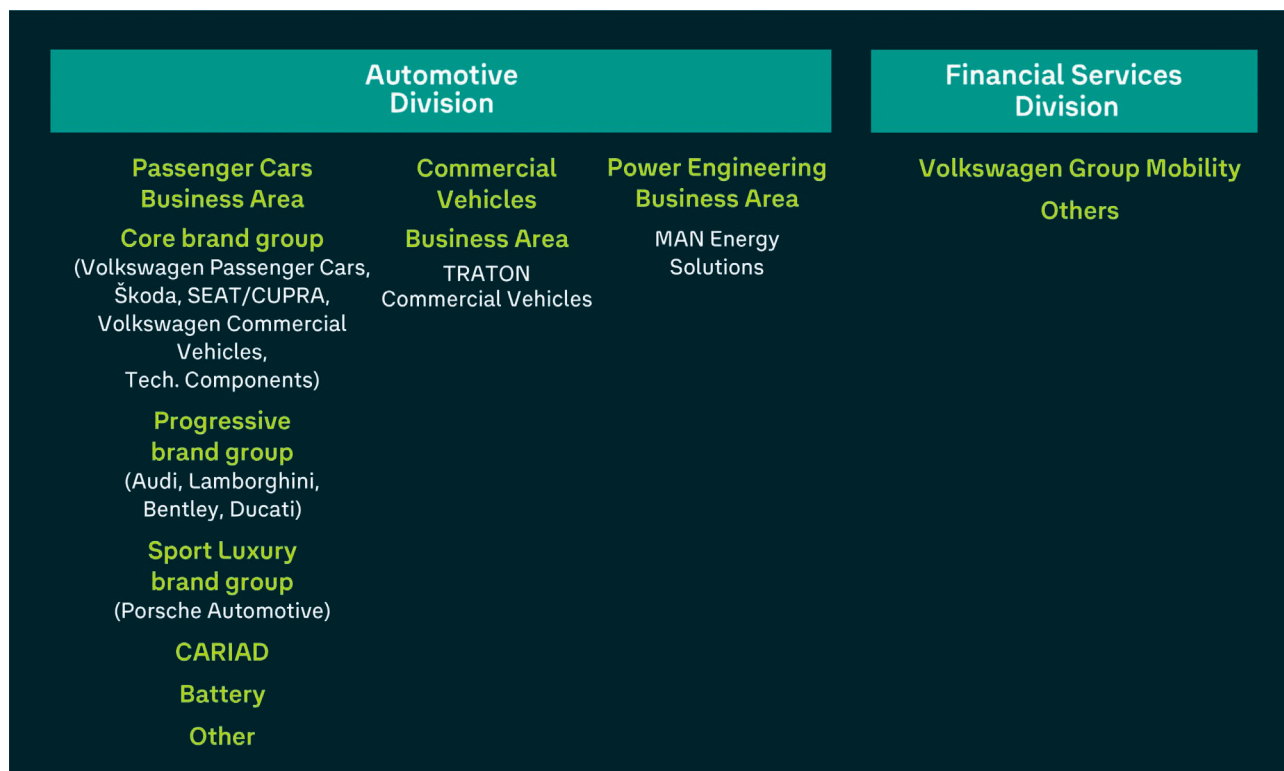 Automotive
Division
Financial Services
Division
Passenger Cars
Business Area
Core brand group
(Volkswagen Passenger Cars,
Škoda, SEAT/CUPRA,
Volkswagen Commercial
Vehicles,
Tech. Components)
Progressive
brand group
(Audi, Lamborghini,
Bentley, Ducati)
Sport Luxury
brand group
(Porsche Automotive)
CARIAD
Battery
Other
Commercial
Vehicles
Business Area
TRATON
Commercial Vehicles
Power Engineering
Business Area
MAN Energy
Solutions
Volkswagen Group Mobility
Others